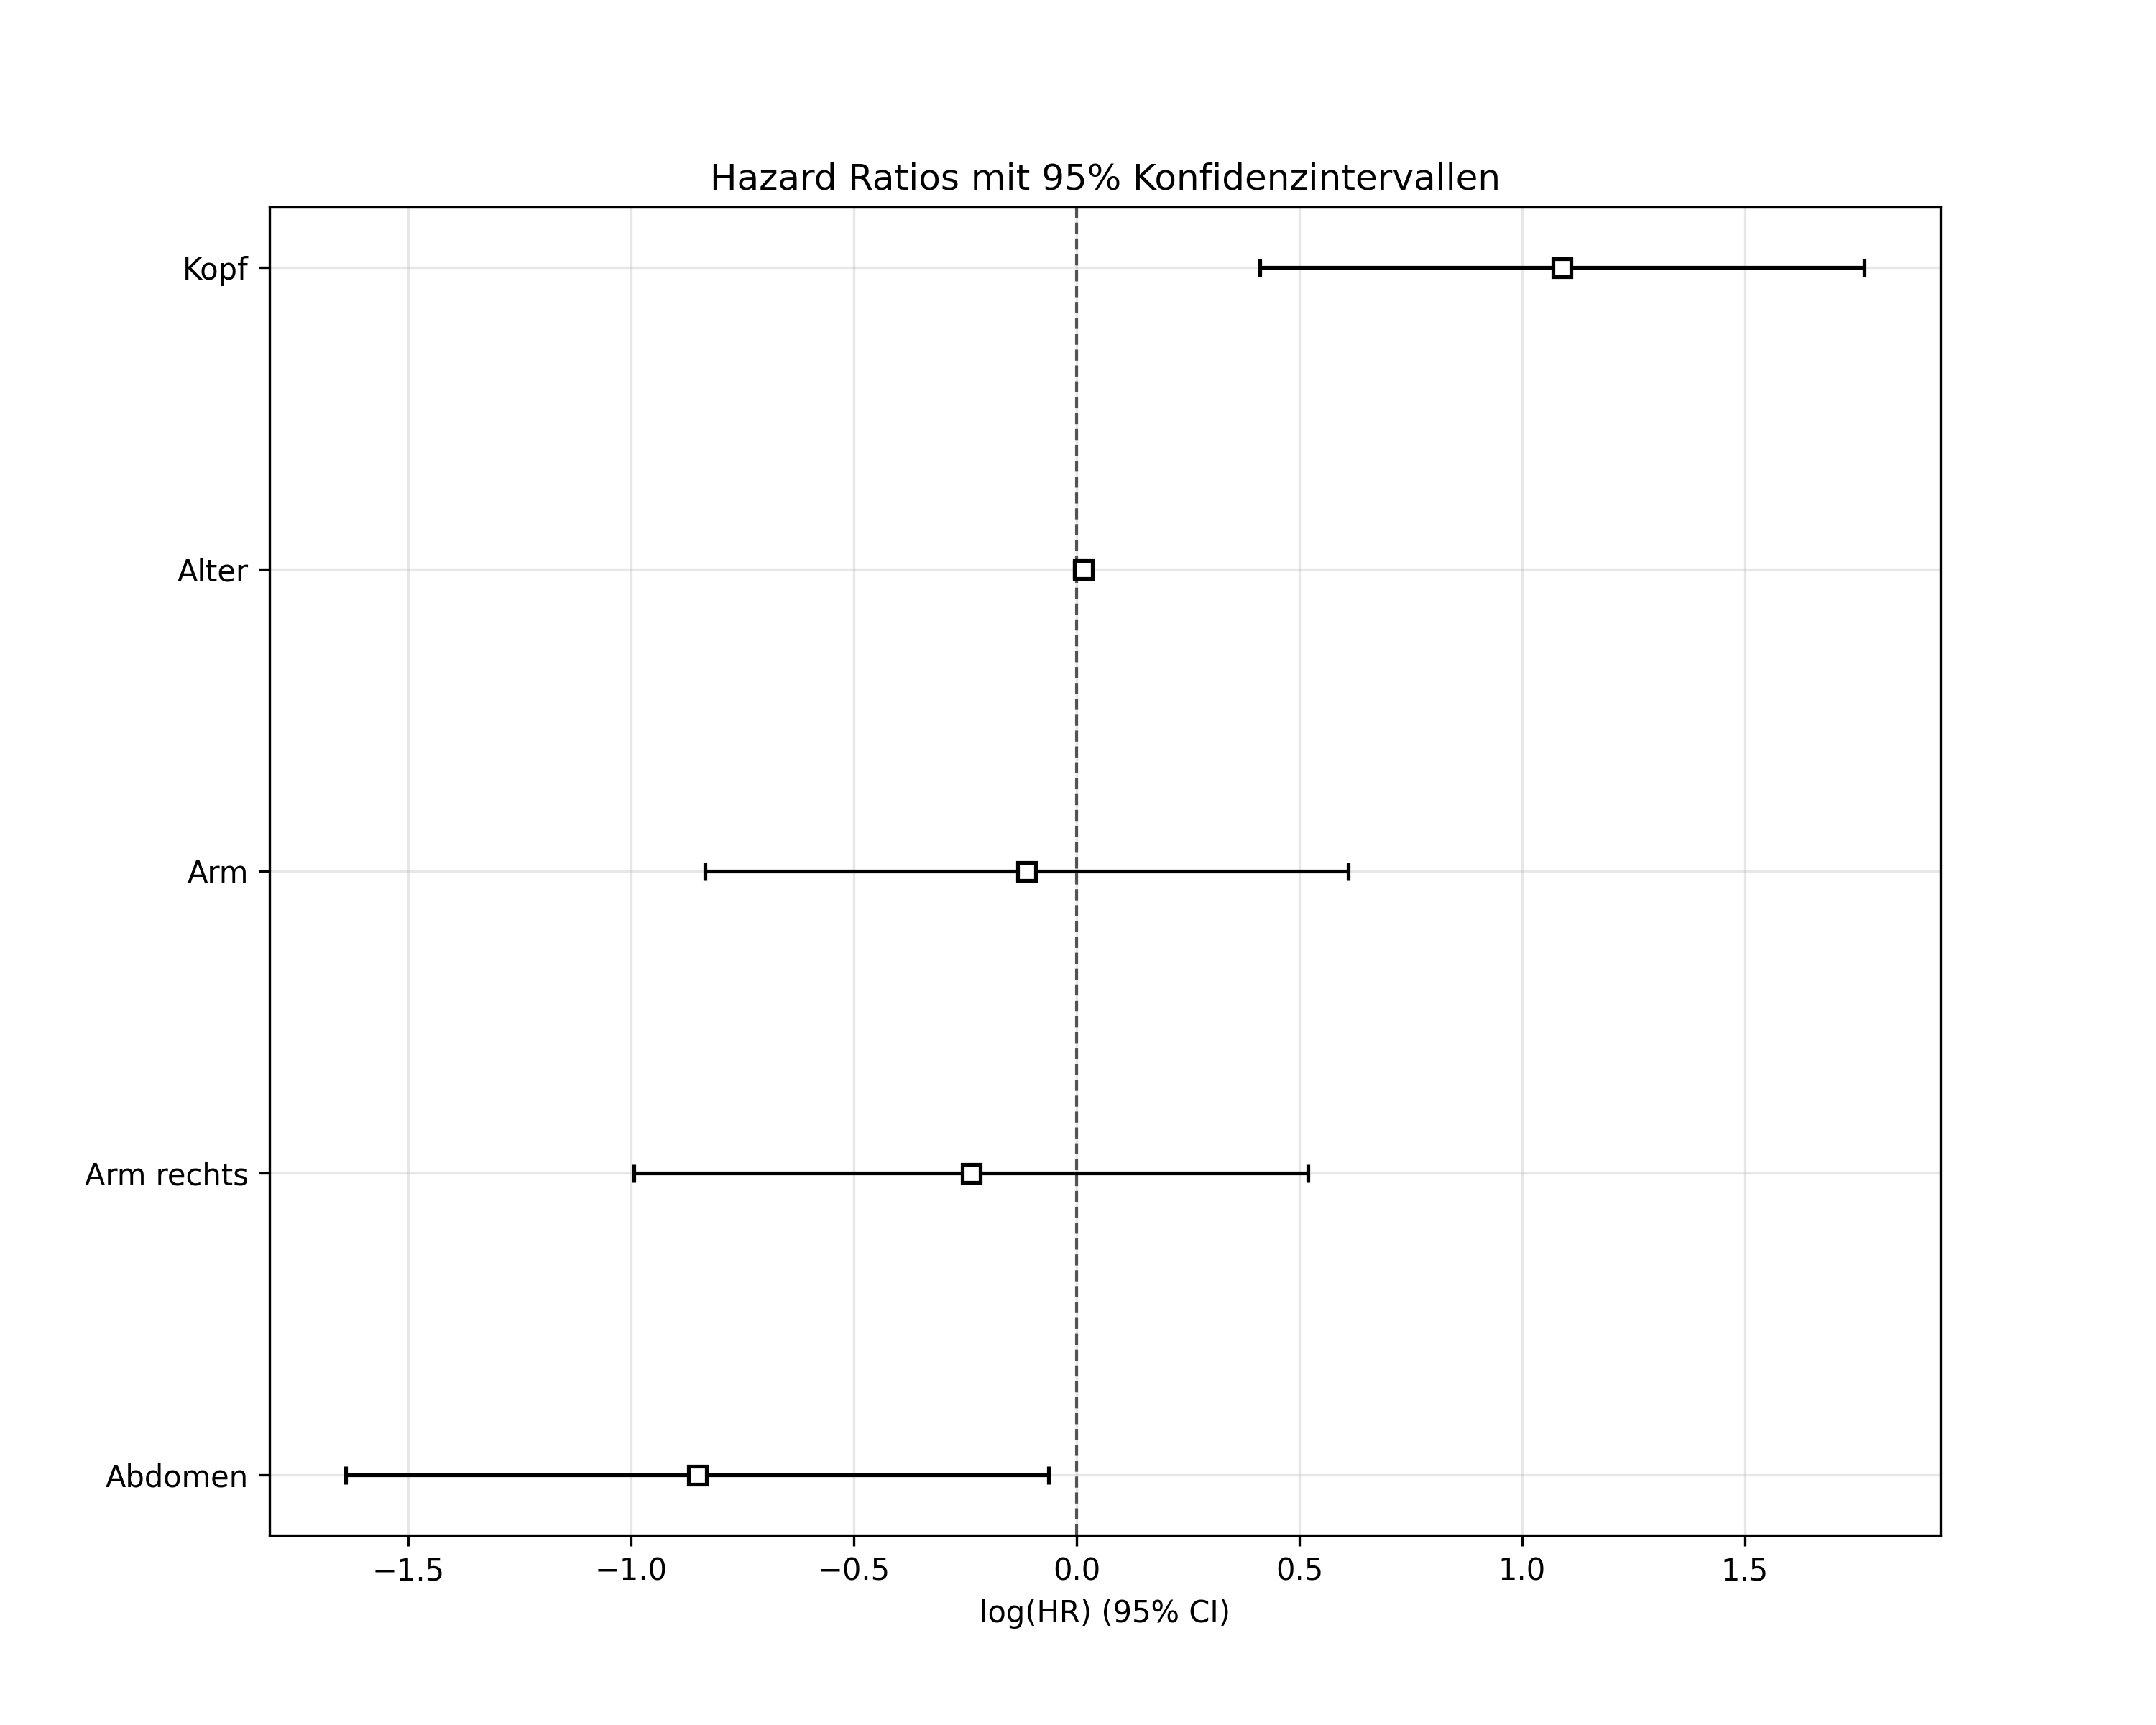 Hazard Ratios mit 95% Konfidenzintervallen
Kopf
Alter
Arm
Arm rechts
Abdomen
−1.5 −1.0 −0.5 0.0 0.5 1.0 1.5
log(HR) (95% CI)